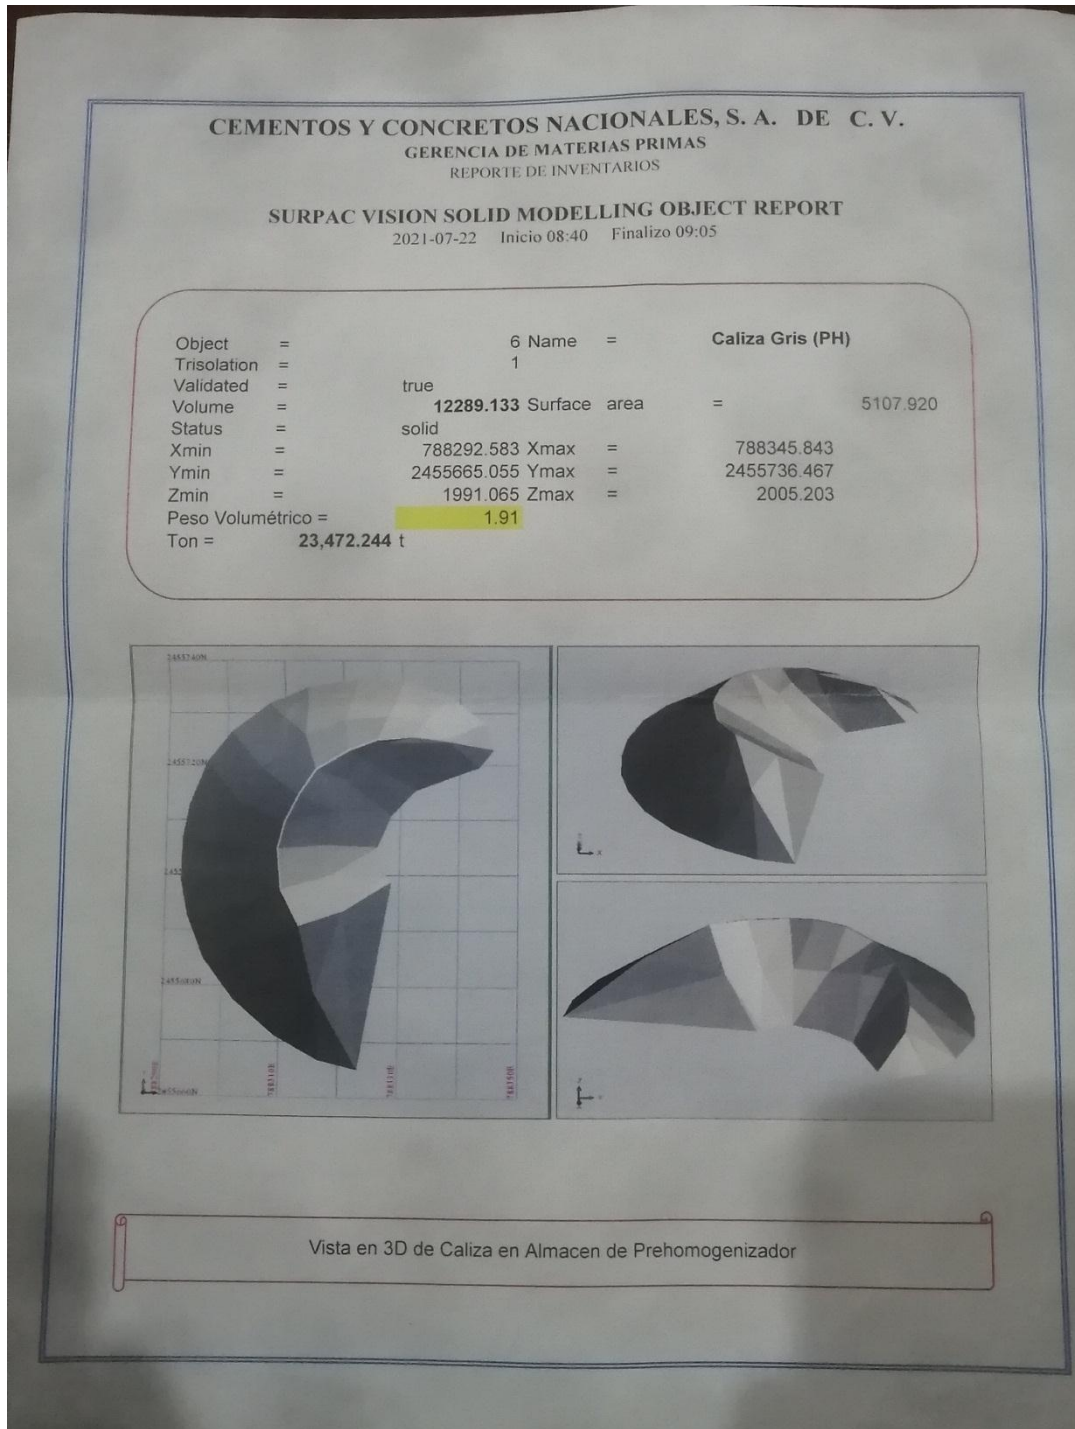 CEMENTOS Y CONCRETOS NACIONALES, S. A. DE C. V.
GERENCIA DE MATERIAS PRIMAS
REPORTE DE INVENTARIOS
SURPAC VISION SOLID MODELLING OBJECT REPORT
2021-07-22 Inicio 08:40 Finalizo 09:05
Object = 6 Name = Caliza Gris (PH)
Trisolation = 1
Validated = true
Volume = 12289.133 Surface area = 5107.920
Status = solid
Xmin = 788292.583 Xmax = 788345.843
Ymin = 2455665.055 Ymax = 2455736.467
Zmin = 1991.065 Zmax = 2005.203
Peso Volumétrico = 1.91
Ton = 23,472.244 t
2455740N
2455720N
Vista en 3D de Caliza en Almacen de Prehomogenizador